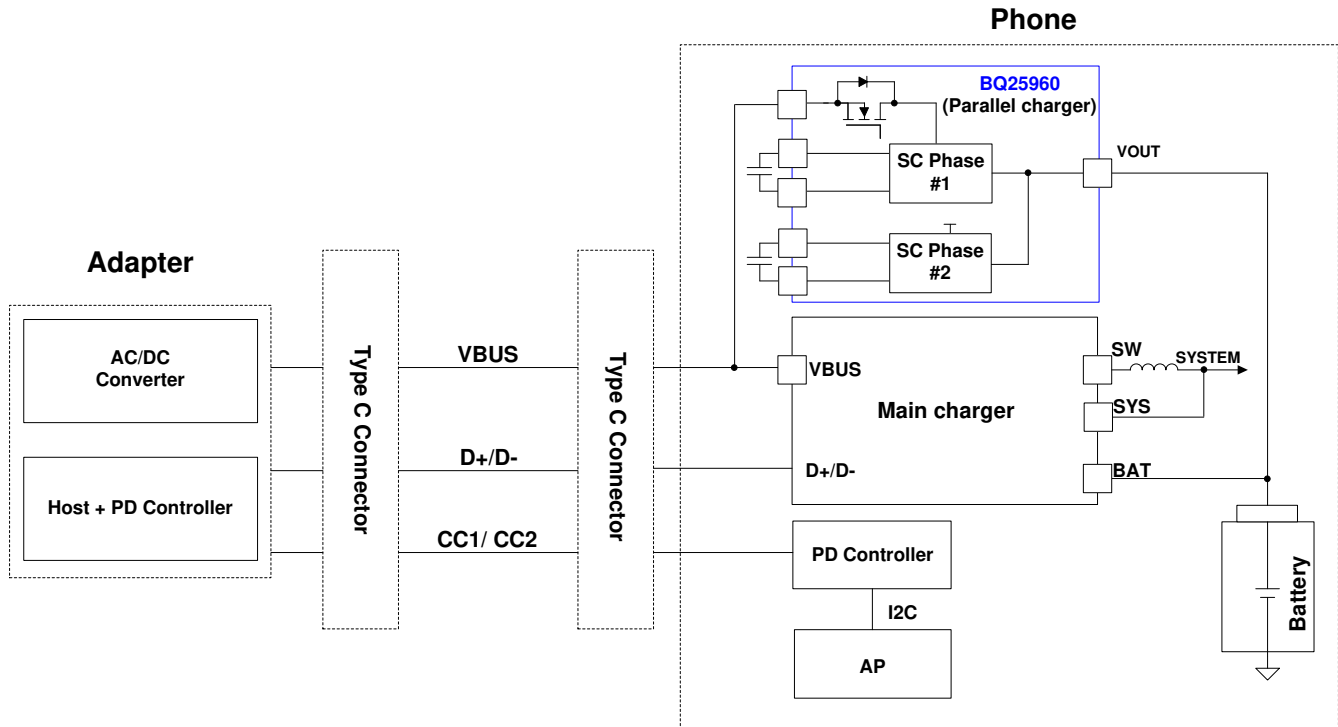 Phone
BQ25960
(Parallel charger)
SC Phase
#1
VOUT
SC Phase
#2
Adapter
AC/DC
Converter
Host + PD Controller
Type C Connector
VBUS
D+/D-
CC1/ CC2
Type C Connector
VBUS
Main charger
D+/D-
SW
SYSTEM
SYS
BAT
PD Controller
I2C
AP
Battery